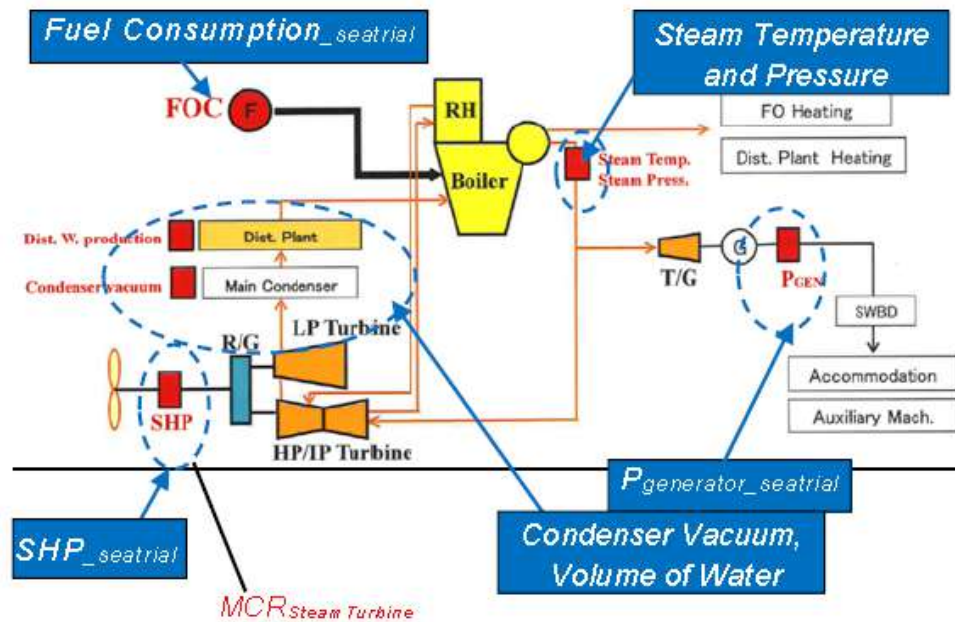 Fuel Consumption_seatrial
Steam Temperature
and Pressure
FOC
F
RH
FO Heating
Dist. Plant Heating
Boiler
Steam Temp.
Steam Press.
Dist. W. production
Dist. Plant
Condenser vacuum
Main Condenser
T/G
G
PGEN
SWBD
R/G
LP Turbine
SHP
HP/IP Turbine
Accommodation
Auxiliary Mach.
Pgenerator_seatrial
SHP_seatrial
Condenser Vacuum,
Volume of Water
MCRSteam Turbine